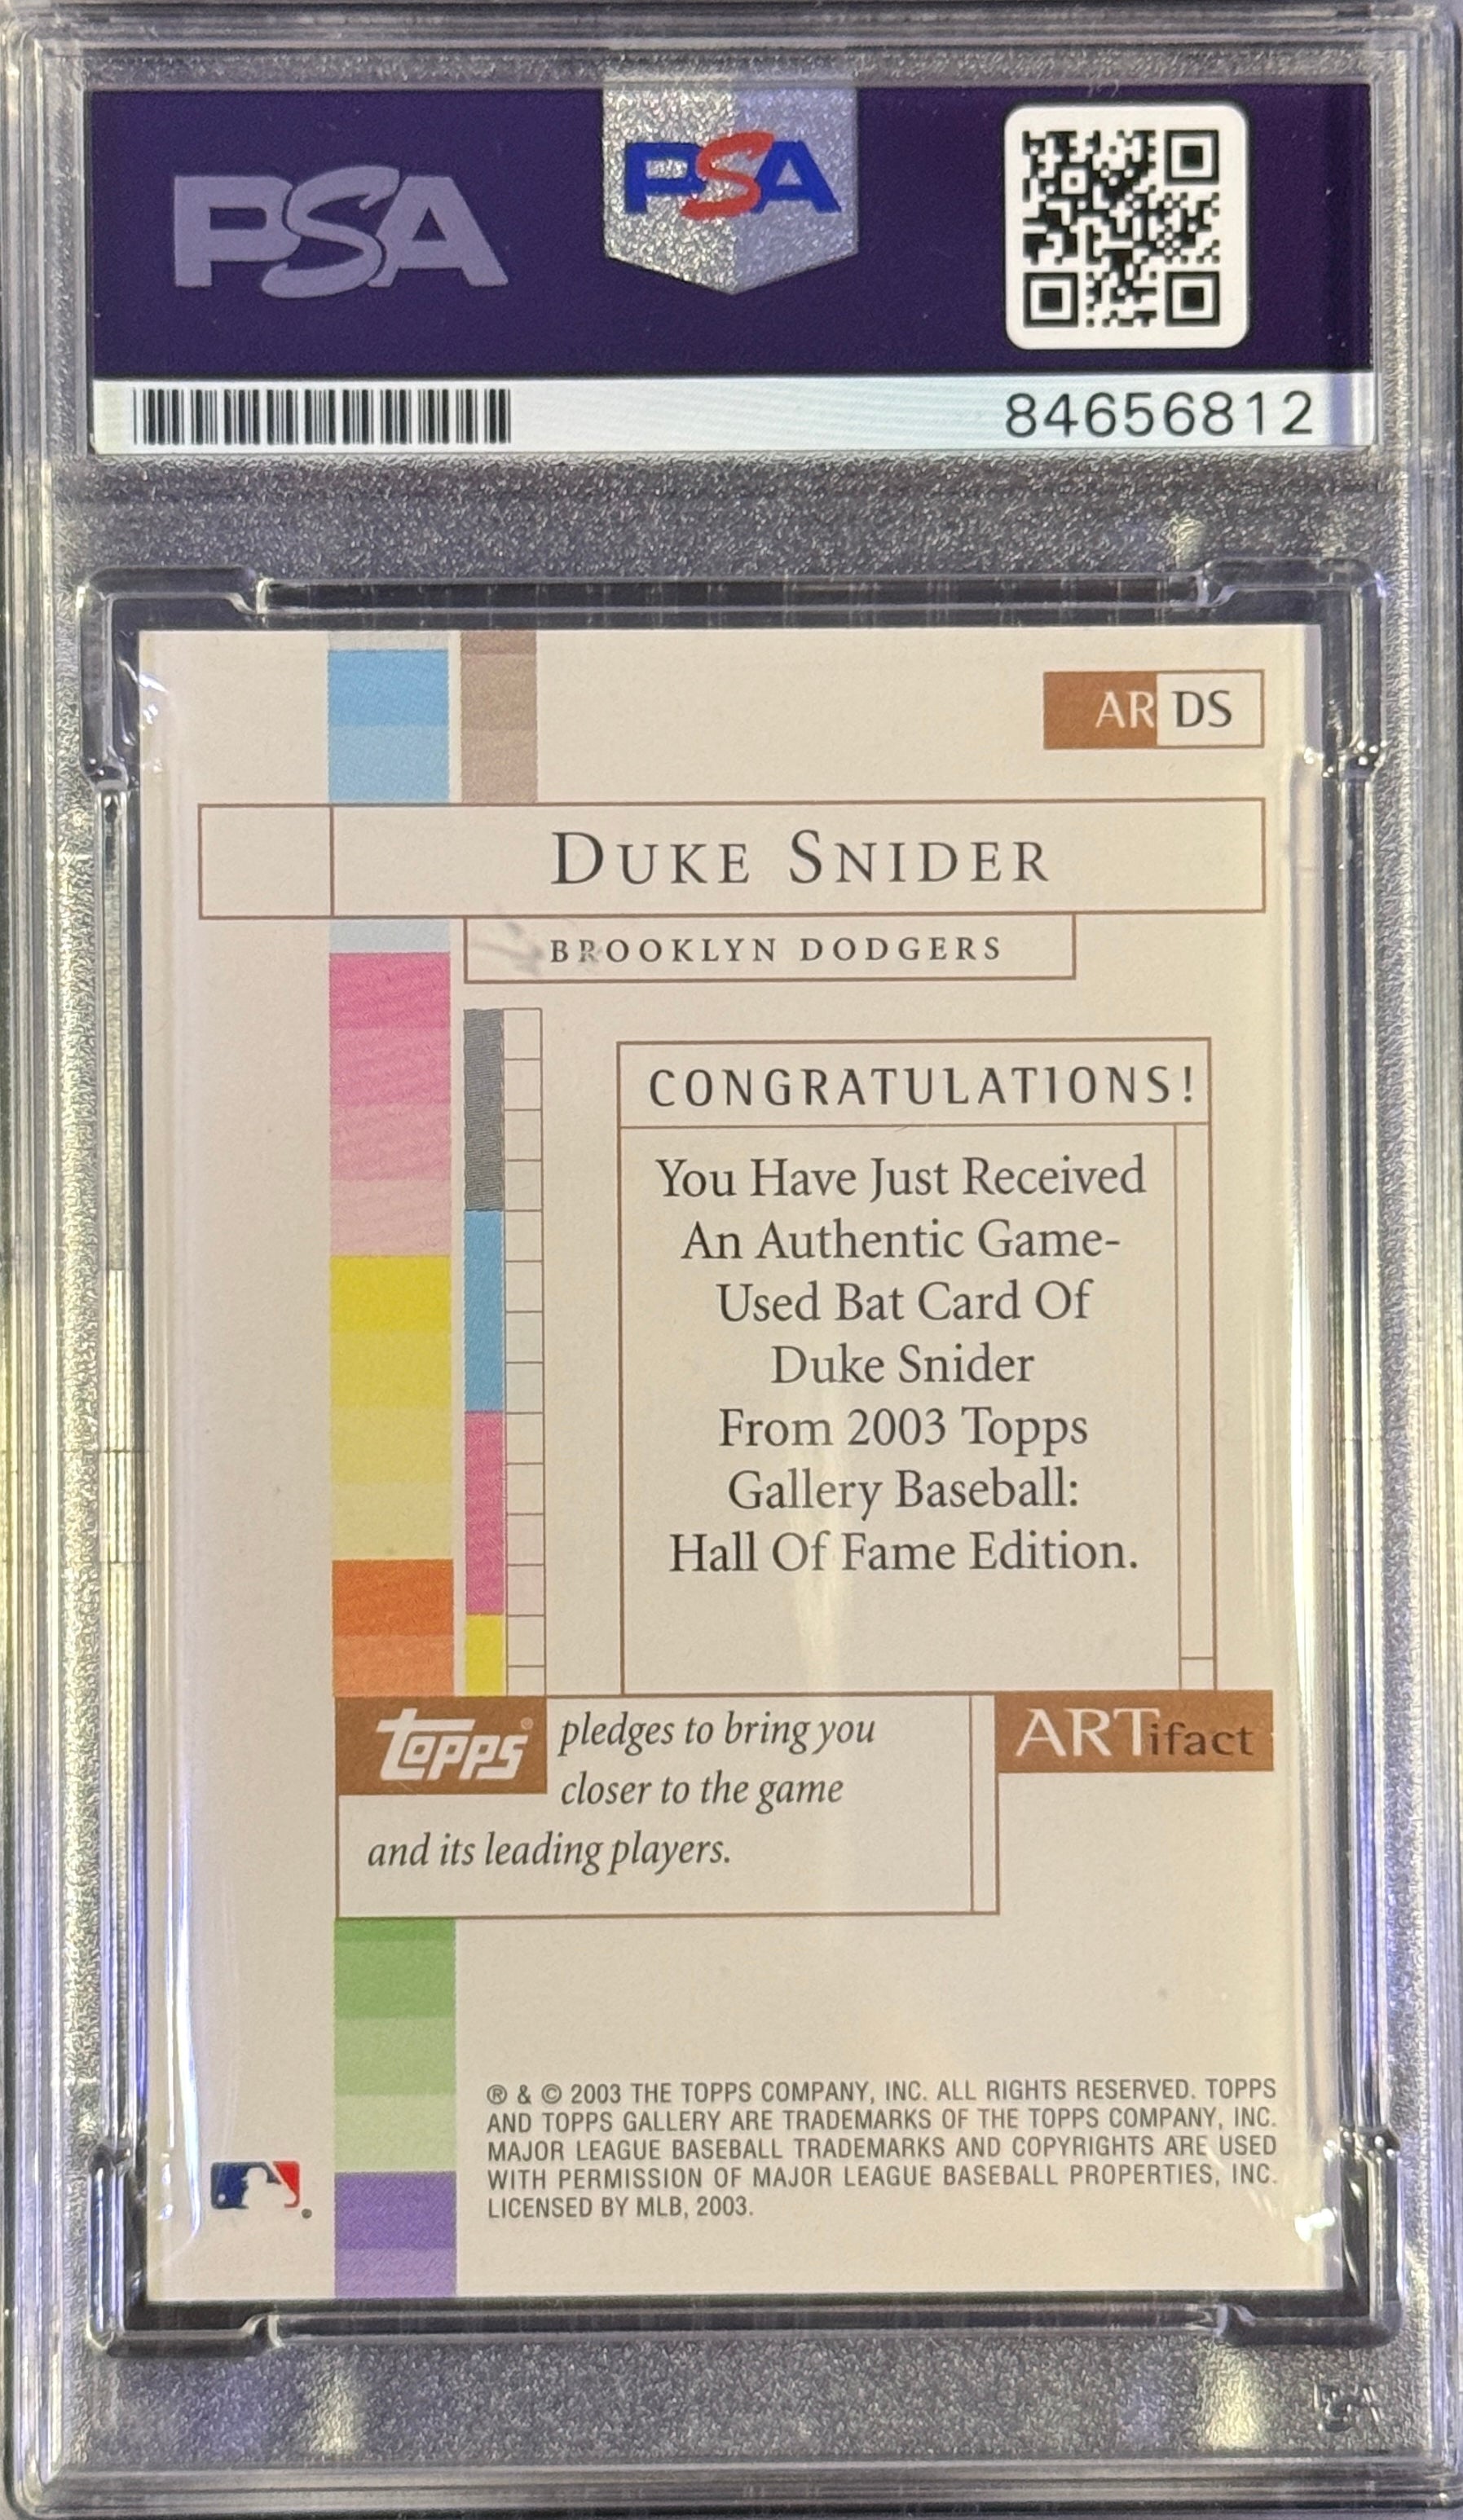 PSA
PSA
84656812
AR DS
DUKE SNIDER
BROOKLYN DODGERS
CONGRATULATIONS!
You Have Just Received
An Authentic Game-
Used Bat Card Of
Duke Snider
From 2003 Topps
Gallery Baseball:
Hall Of Fame Edition.
Topps® pledges to bring you
closer to the game
and its leading players.
ARTifact
® & © 2003 THE TOPPS COMPANY, INC. ALL RIGHTS RESERVED. TOPPS
AND TOPPS GALLERY ARE TRADEMARKS OF THE TOPPS COMPANY, INC.
MAJOR LEAGUE BASEBALL TRADEMARKS AND COPYRIGHTS ARE USED
WITH PERMISSION OF MAJOR LEAGUE BASEBALL PROPERTIES, INC.
LICENSED BY MLB, 2003.